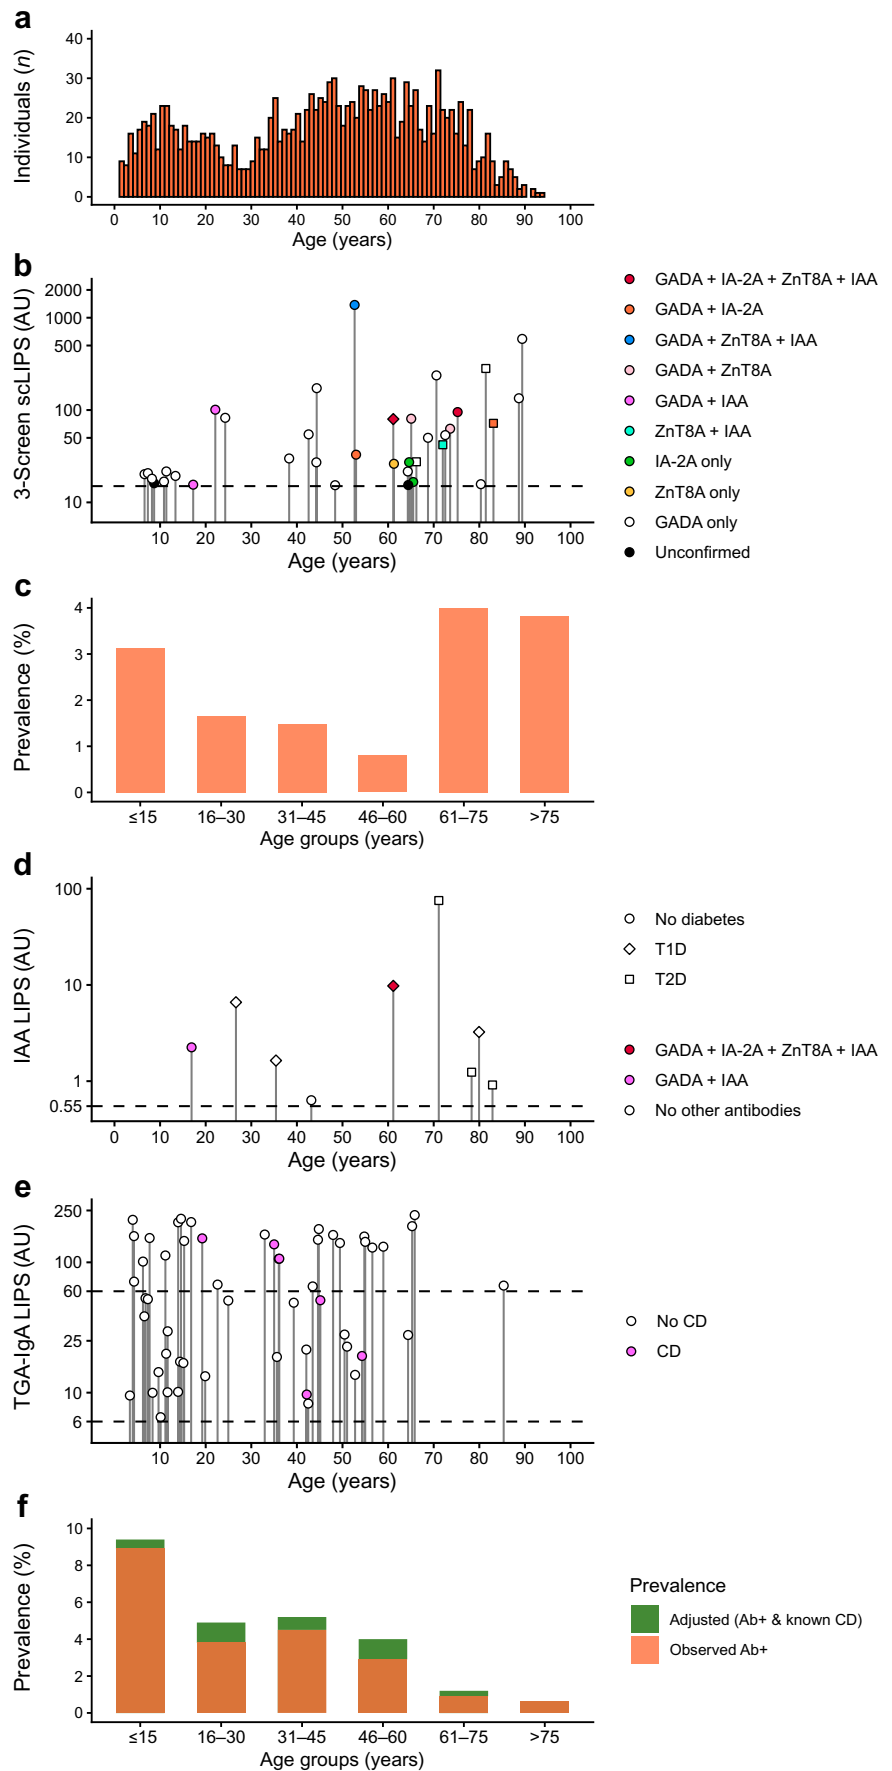 a
Individuals (n)
40
30
20
10
0
0 10 20 30 40 50 60 70 80 90 100
Age (years)
b
3-Screen scLIPS (AU)
2000
1000
500
100
50
10
10 20 30 40 50 60 70 80 90 100
Age (years)
GADA + IA-2A + ZnT8A + IAA
GADA + IA-2A
GADA + ZnT8A + IAA
GADA + ZnT8A
GADA + IAA
ZnT8A + IAA
IA-2A only
ZnT8A only
GADA only
Unconfirmed
c
Prevalence (%)
4
3
2
1
0
≤15 16–30 31–45 46–60 61–75 >75
Age groups (years)
d
IAA LIPS (AU)
100
10
1
0.55
0 10 20 30 40 50 60 70 80 90 100
Age (years)
No diabetes
T1D
T2D
GADA + IA-2A + ZnT8A + IAA
GADA + IAA
No other antibodies
e
TGA-IgA LIPS (AU)
250
100
60
25
10
6
10 20 30 40 50 60 70 80 90 100
Age (years)
No CD
CD
f
Prevalence (%)
10
8
6
4
2
0
≤15 16–30 31–45 46–60 61–75 >75
Age groups (years)
Prevalence
Adjusted (Ab+ & known CD)
Observed Ab+